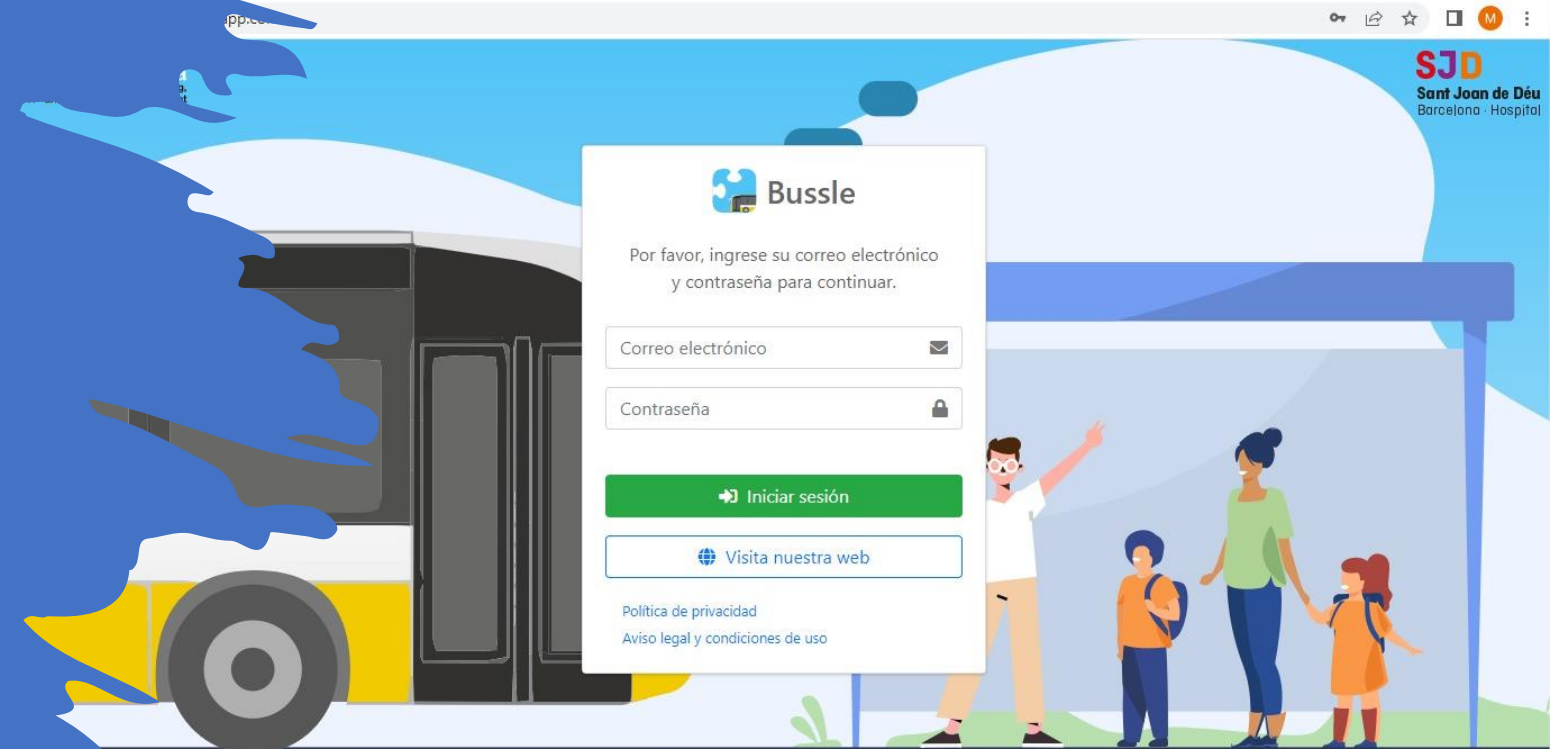 M
SJD
Sant Joan de Déu
Barcelona · Hospital
Bussle
Por favor, ingrese su correo electrónico
y contraseña para continuar.
Correo electrónico
Contraseña
Iniciar sesión
Visita nuestra web
Política de privacidad
Aviso legal y condiciones de uso